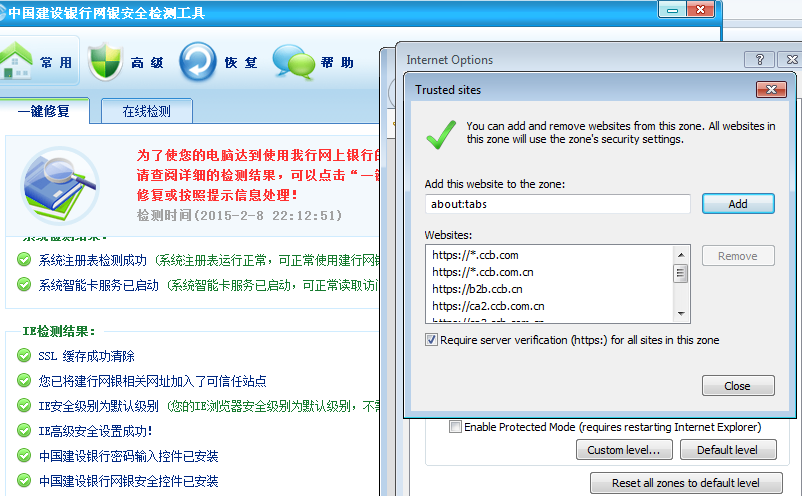 中国建设银行网银安全检测工具
常 用
高 级
恢 复
帮 助
一键修复
在线检测
为了使您的电脑达到使用我行网上银行的
请查阅详细的检测结果，可以点击“一键
修复或按照提示信息处理！
检测时间(2015-2-8 22:12:51)
系统检测结果：
系统注册表检测成功 (系统注册表运行正常，可正常使用建行网银
系统智能卡服务已启动 (系统智能卡服务已启动，可正常读取访问
IE检测结果：
SSL 缓存成功清除
您已将建行网银相关网址加入了可信任站点
IE安全级别为默认级别 (您的IE浏览器安全级别为默认级别，不需
IE高级安全设置成功！
中国建设银行密码输入控件已安装
中国建设银行网银安全控件已安装
Internet Options
Trusted sites
You can add and remove websites from this zone. All websites in
this zone will use the zone's security settings.
Add this website to the zone:
about:tabs
Add
Websites:
https://*.ccb.com
https://*.ccb.com.cn
https://b2b.ccb.cn
https://ca2.ccb.com.cn
https://ca3.ccb.com.cn
Remove
Require server verification (https:) for all sites in this zone
Close
Enable Protected Mode (requires restarting Internet Explorer)
Custom level...
Default level
Reset all zones to default level